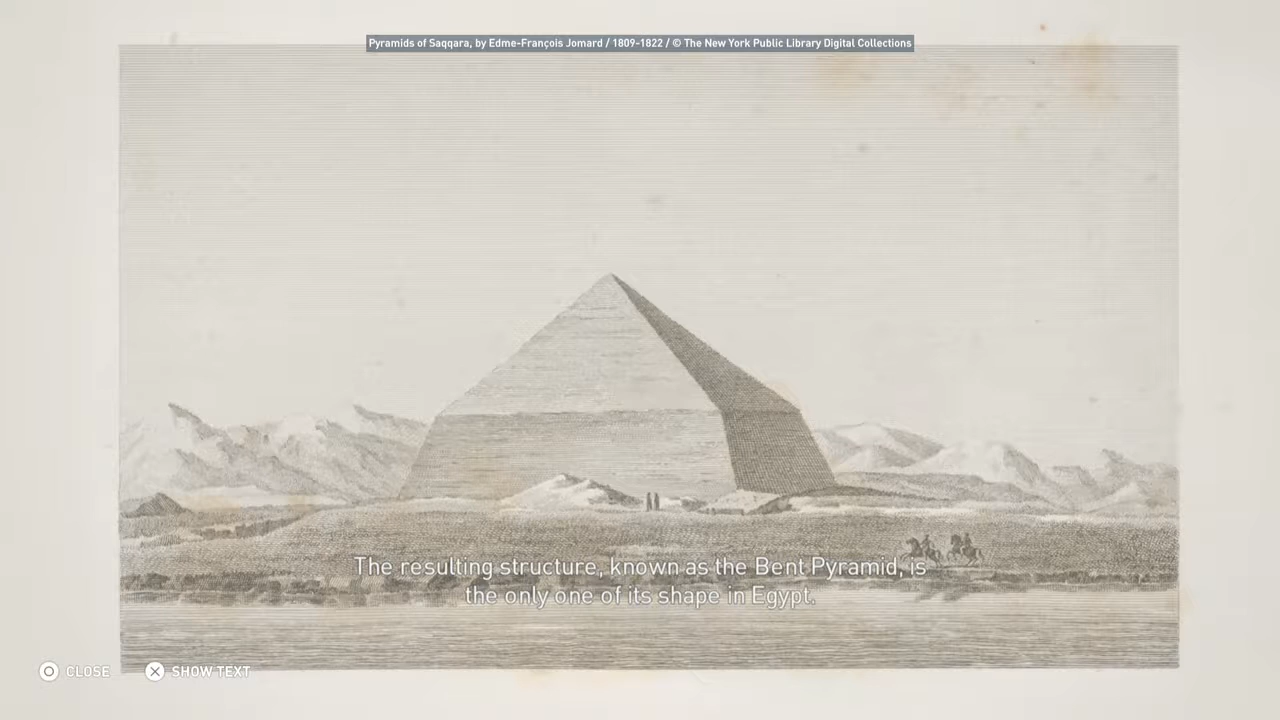 Pyramids of Saqqara, by Edme-François Jomard / 1809-1822 / © The New York Public Library Digital Collections
The resulting structure, known as the Bent Pyramid, is
the only one of its shape in Egypt.
CLOSE
SHOW TEXT